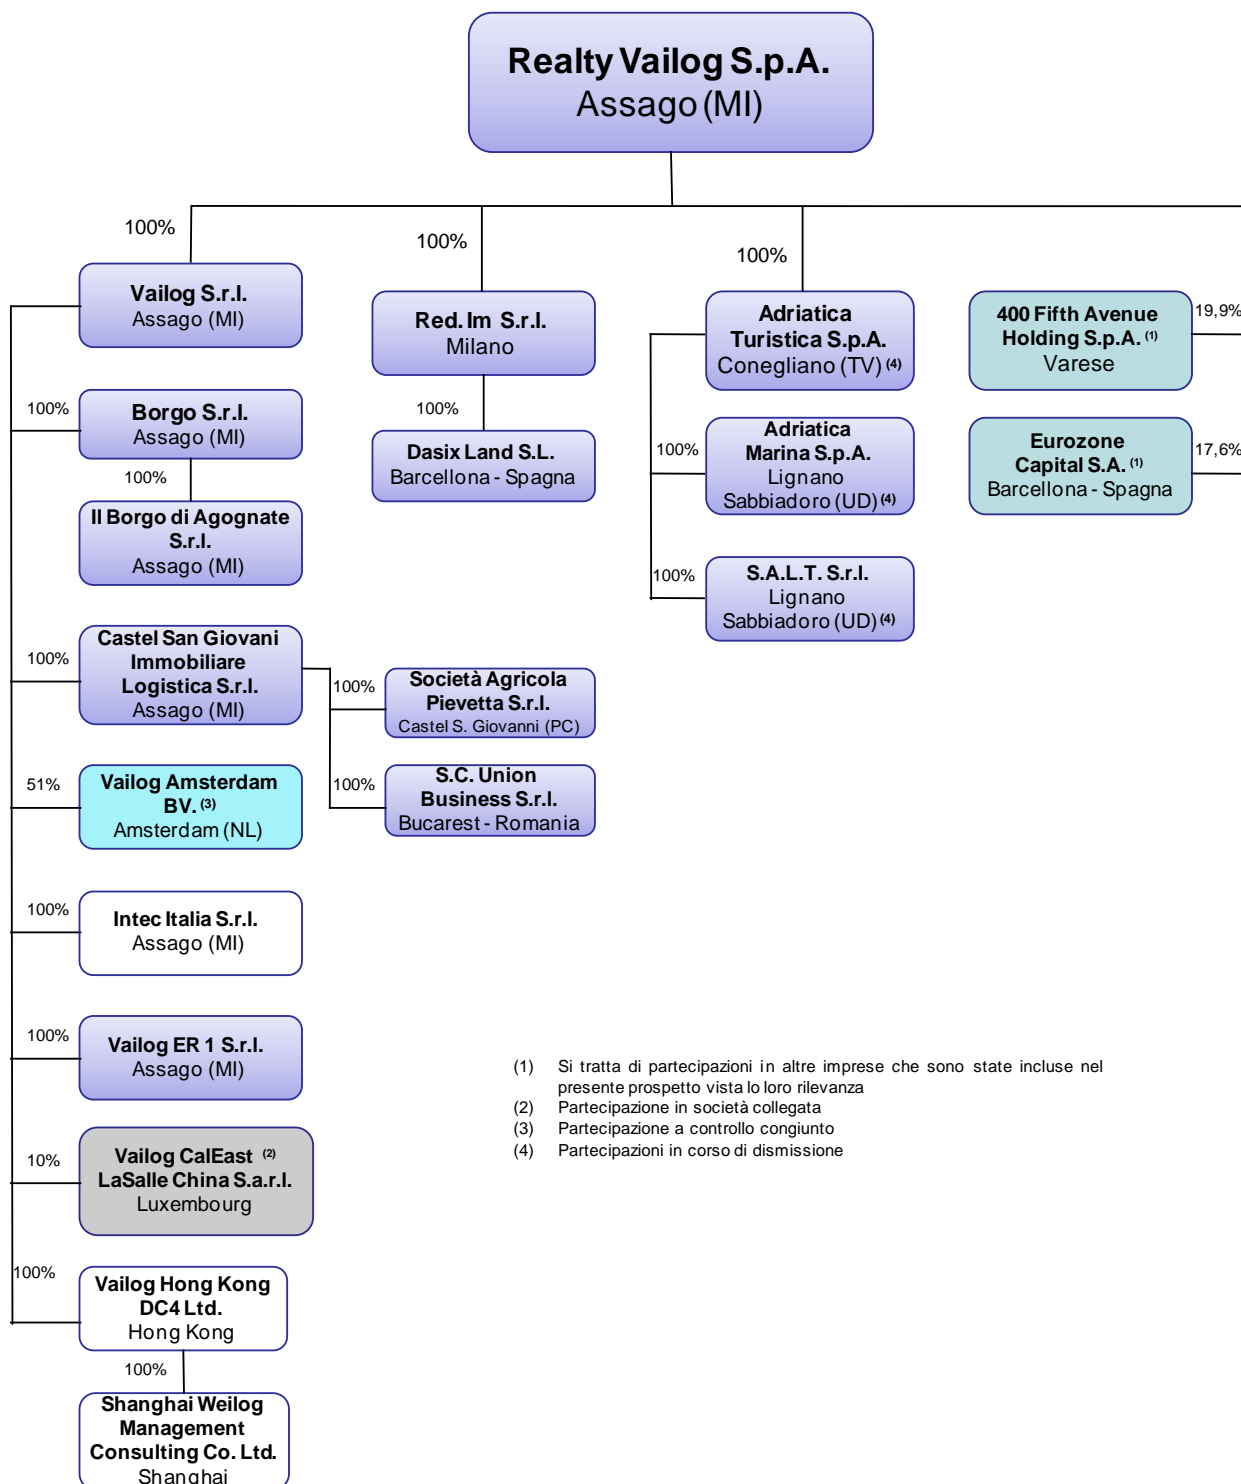 Realty Vailog S.p.A.
Assago (MI)
100%
100%
100%
Vailog S.r.l.
Assago (MI)
Red. Im S.r.l.
Milano
Adriatica
Turistica S.p.A.
Conegliano (TV) (4)
400 Fifth Avenue
Holding S.p.A. (1)
Varese
19,9%
100%
Borgo S.r.l.
Assago (MI)
100%
Dasix Land S.L.
Barcellona - Spagna
100%
Adriatica
Marina S.p.A.
Lignano
Sabbiadoro (UD) (4)
Eurozone
Capital S.A. (1)
Barcellona - Spagna
17,6%
100%
Il Borgo di Agognate
S.r.l.
Assago (MI)
100%
S.A.L.T. S.r.l.
Lignano
Sabbiadoro (UD) (4)
100%
Castel San Giovani
Immobiliare
Logistica S.r.l.
Assago (MI)
100%
Società Agricola
Pievetta S.r.l.
Castel S. Giovanni (PC)
51%
Vailog Amsterdam
BV. (3)
Amsterdam (NL)
100%
S.C. Union
Business S.r.l.
Bucarest - Romania
100%
Intec Italia S.r.l.
Assago (MI)
100%
Vailog ER 1 S.r.l.
Assago (MI)
(1) Si tratta di partecipazioni in altre imprese che sono state incluse nel
presente prospetto vista lo loro rilevanza
(2) Partecipazione in società collegata
(3) Partecipazione a controllo congiunto
(4) Partecipazioni in corso di dismissione
10%
Vailog CalEast (2)
LaSalle China S.a.r.l.
Luxembourg
100%
Vailog Hong Kong
DC4 Ltd.
Hong Kong
100%
Shanghai Weilog
Management
Consulting Co. Ltd.
Shanghai